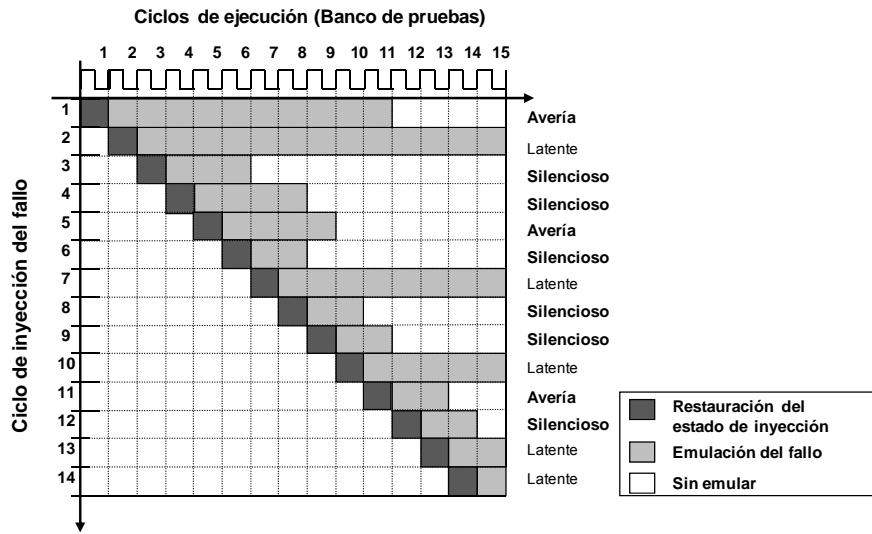 Ciclos de ejecución (Banco de pruebas)
1 2 3 4 5 6 7 8 9 10 11 12 13 14 15
Ciclo de inyección del fallo
1 Avería
2 Latente
3 Silencioso
4 Silencioso
5 Avería
6 Silencioso
7 Latente
8 Silencioso
9 Silencioso
10 Latente
11 Avería
12 Silencioso
13 Latente
14 Latente
Restauración del
estado de inyección
Emulación del fallo
Sin emular